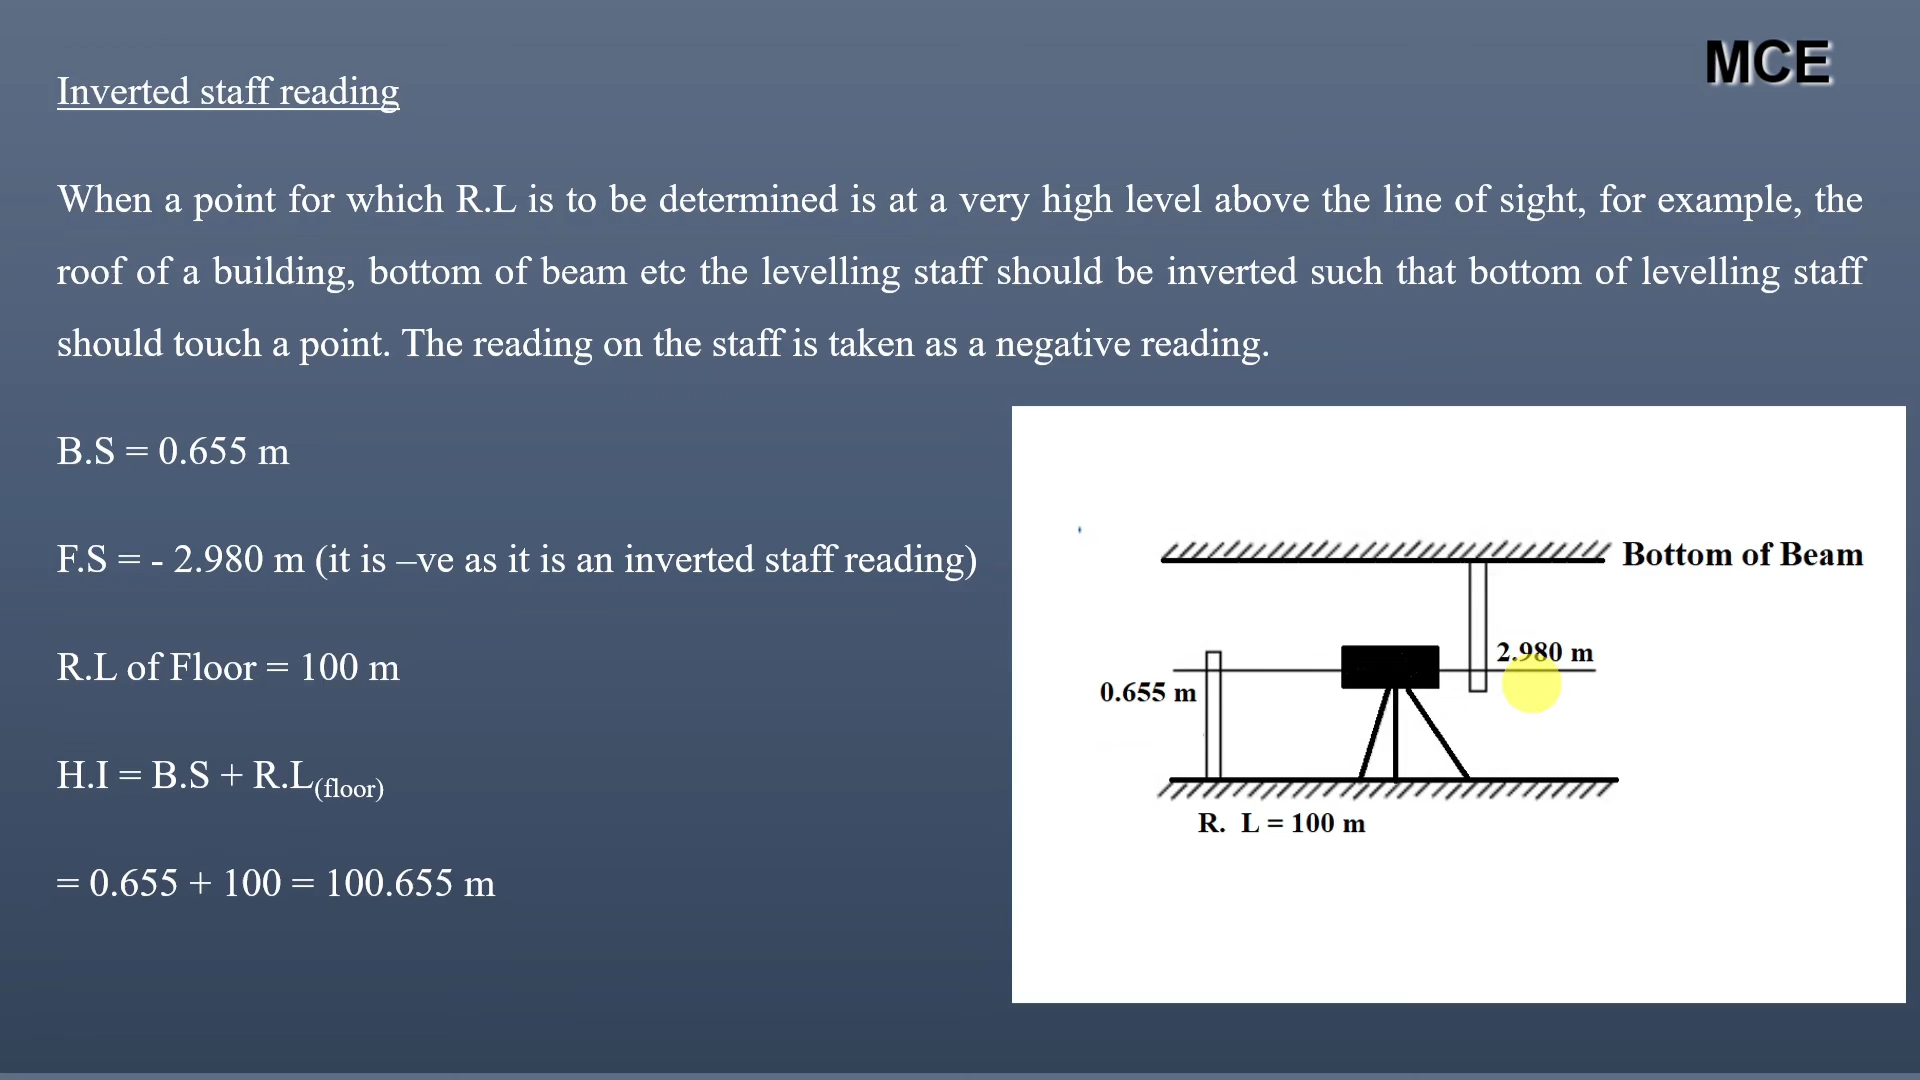 MCE
Inverted staff reading
When a point for which R.L is to be determined is at a very high level above the line of sight, for example, the
roof of a building, bottom of beam etc the levelling staff should be inverted such that bottom of levelling staff
should touch a point. The reading on the staff is taken as a negative reading.
B.S = 0.655 m
F.S = - 2.980 m (it is –ve as it is an inverted staff reading)
R.L of Floor = 100 m
H.I = B.S + R.L(floor)
= 0.655 + 100 = 100.655 m
Bottom of Beam
2.980 m
0.655 m
R. L = 100 m